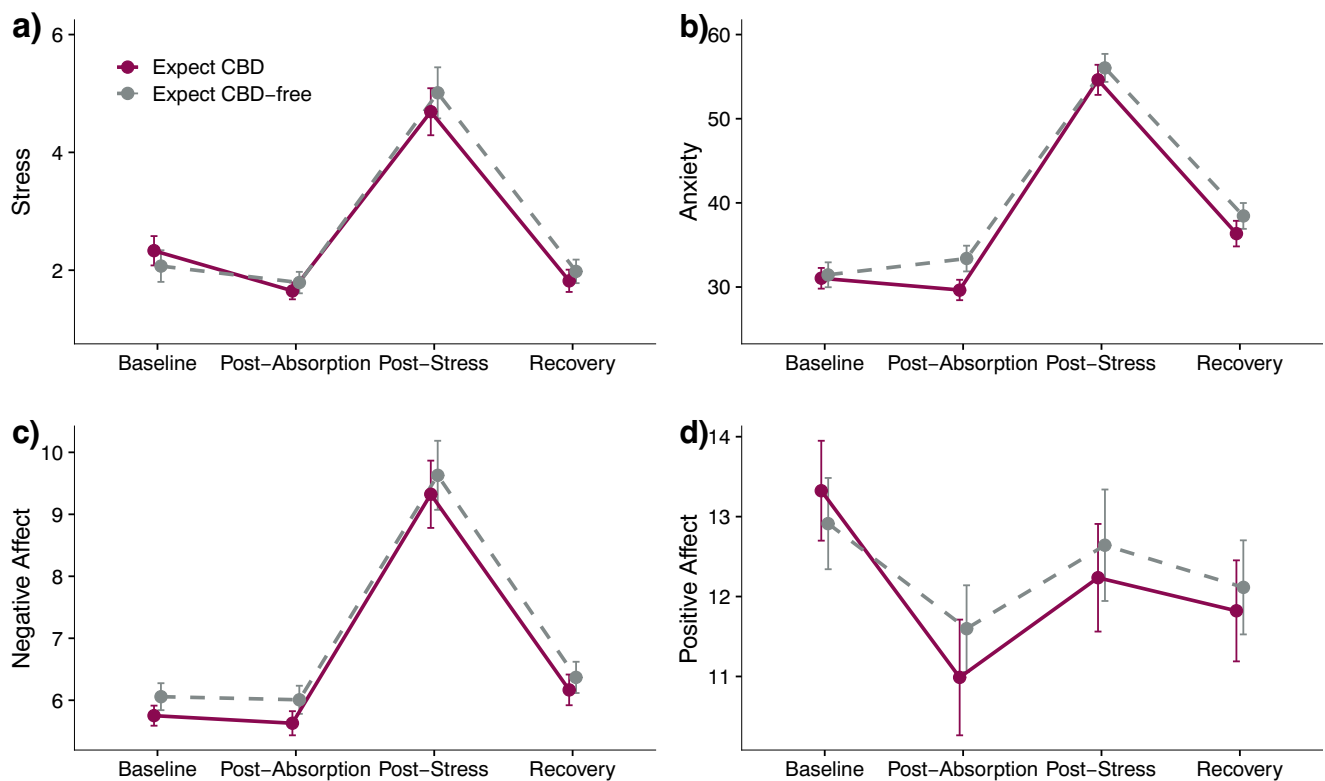 a)
6
4
2
Stress
Expect CBD
Expect CBD-free
Baseline Post-Absorption Post-Stress Recovery
b)
60
50
40
30
Anxiety
Baseline Post-Absorption Post-Stress Recovery
c)
10
9
8
7
6
Negative Affect
Baseline Post-Absorption Post-Stress Recovery
d)
14
13
12
11
Positive Affect
Baseline Post-Absorption Post-Stress Recovery